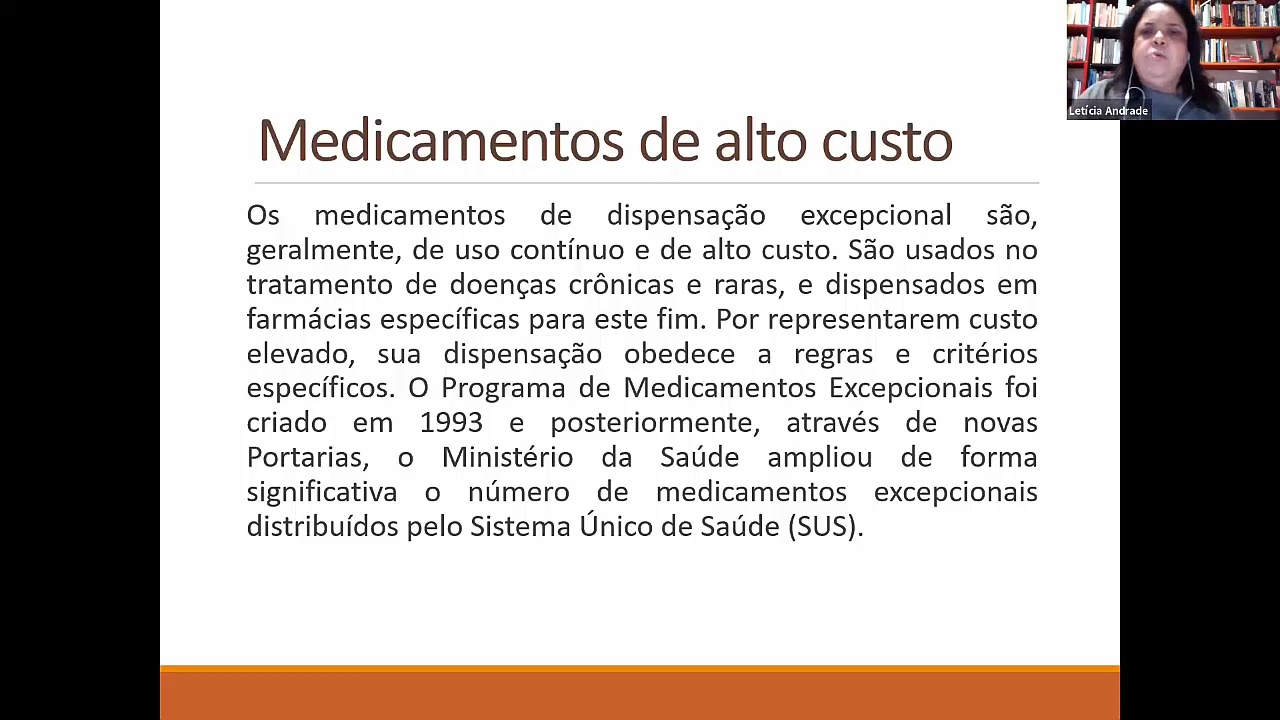 Medicamentos de alto custo
Os medicamentos de dispensação excepcional são,
geralmente, de uso contínuo e de alto custo. São usados no
tratamento de doenças crônicas e raras, e dispensados em
farmácias específicas para este fim. Por representarem custo
elevado, sua dispensação obedece a regras e critérios
específicos. O Programa de Medicamentos Excepcionais foi
criado em 1993 e posteriormente, através de novas
Portarias, o Ministério da Saúde ampliou de forma
significativa o número de medicamentos excepcionais
distribuídos pelo Sistema Único de Saúde (SUS).
Letícia Andrade